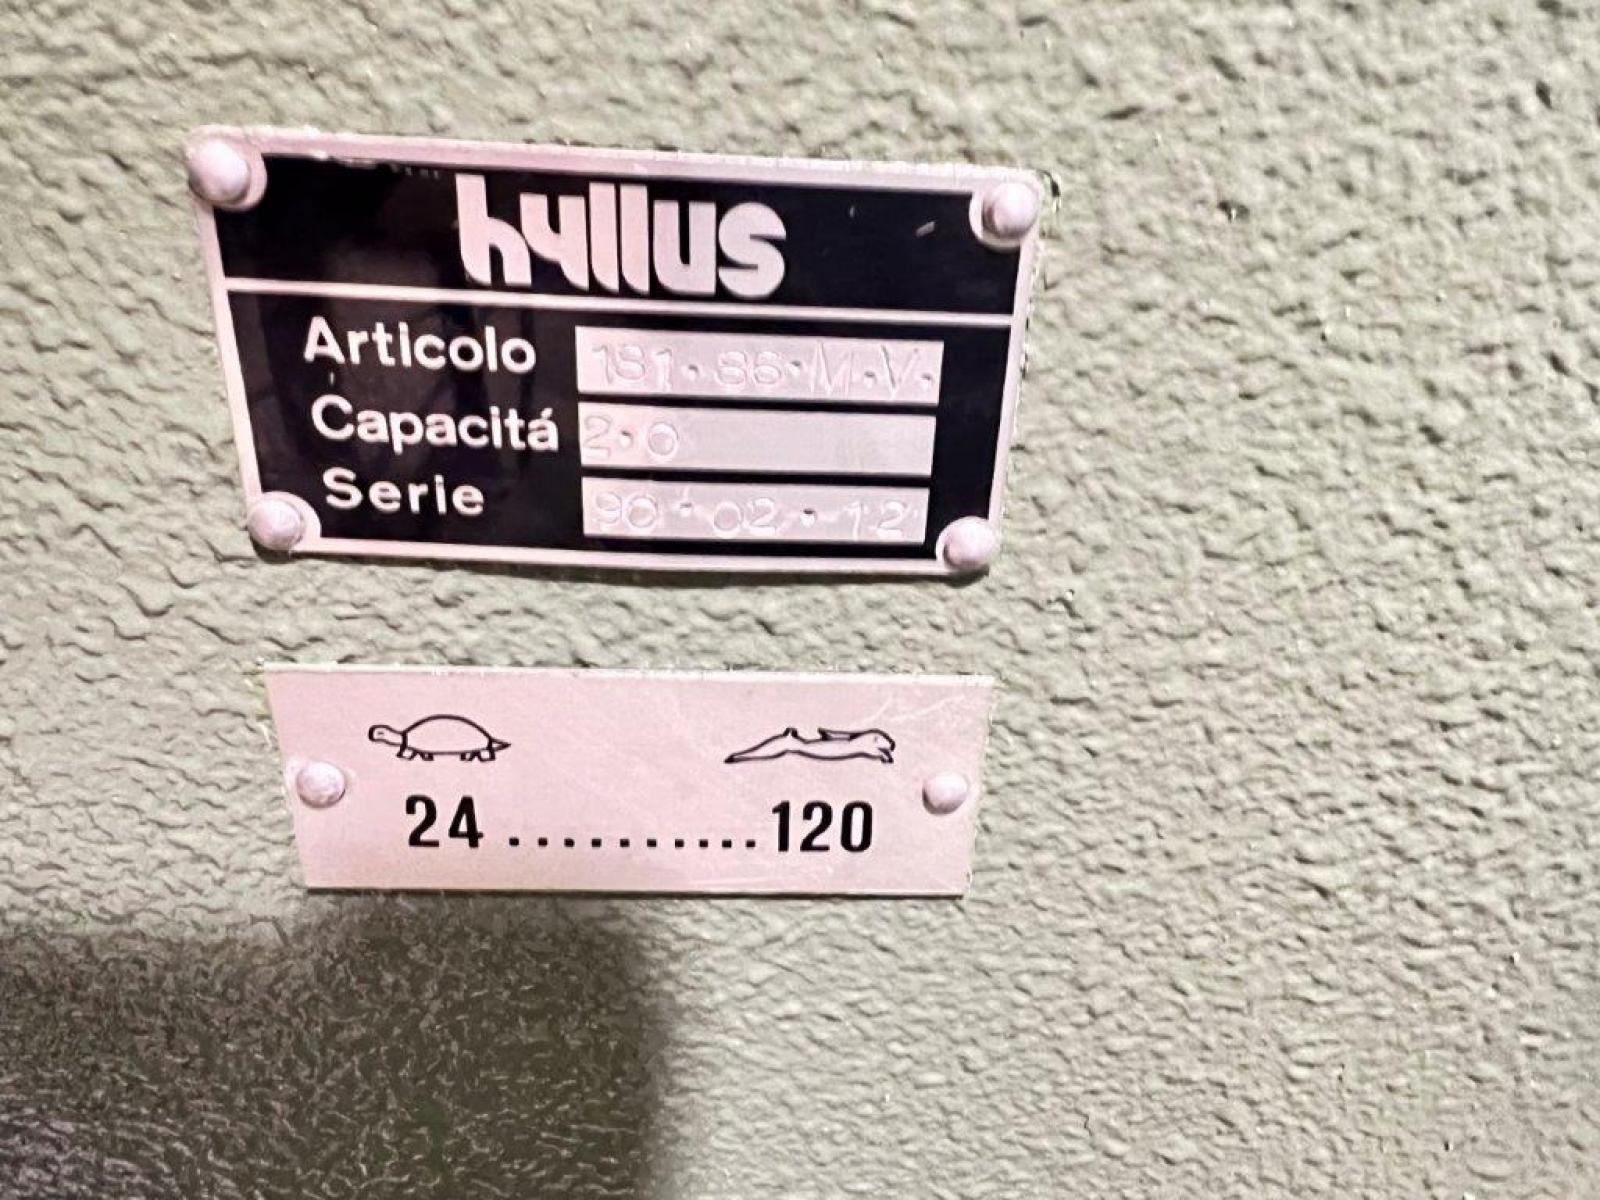 hyllus
Articolo 181·86·M·V·
Capacitá 2·0
Serie 90·02·12
24..........120